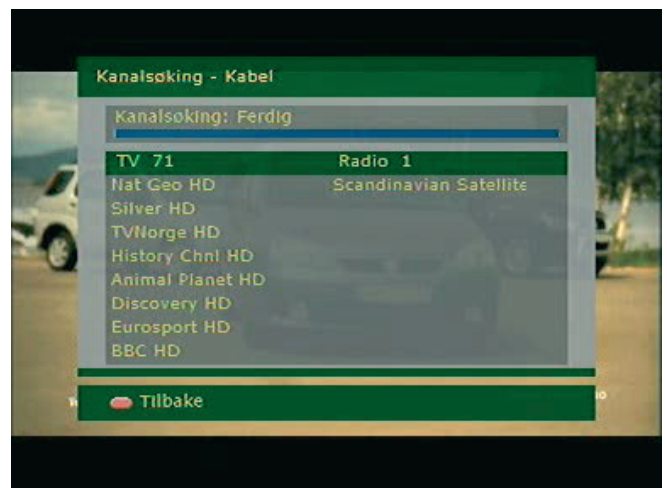 Kanalsøking - Kabel
Kanalsøking: Ferdig
TV 71 Radio 1
Nat Geo HD Scandinavian Satellite
Silver HD
TVNorge HD
History Chnl HD
Animal Planet HD
Discovery HD
Eurosport HD
BBC HD
Tilbake